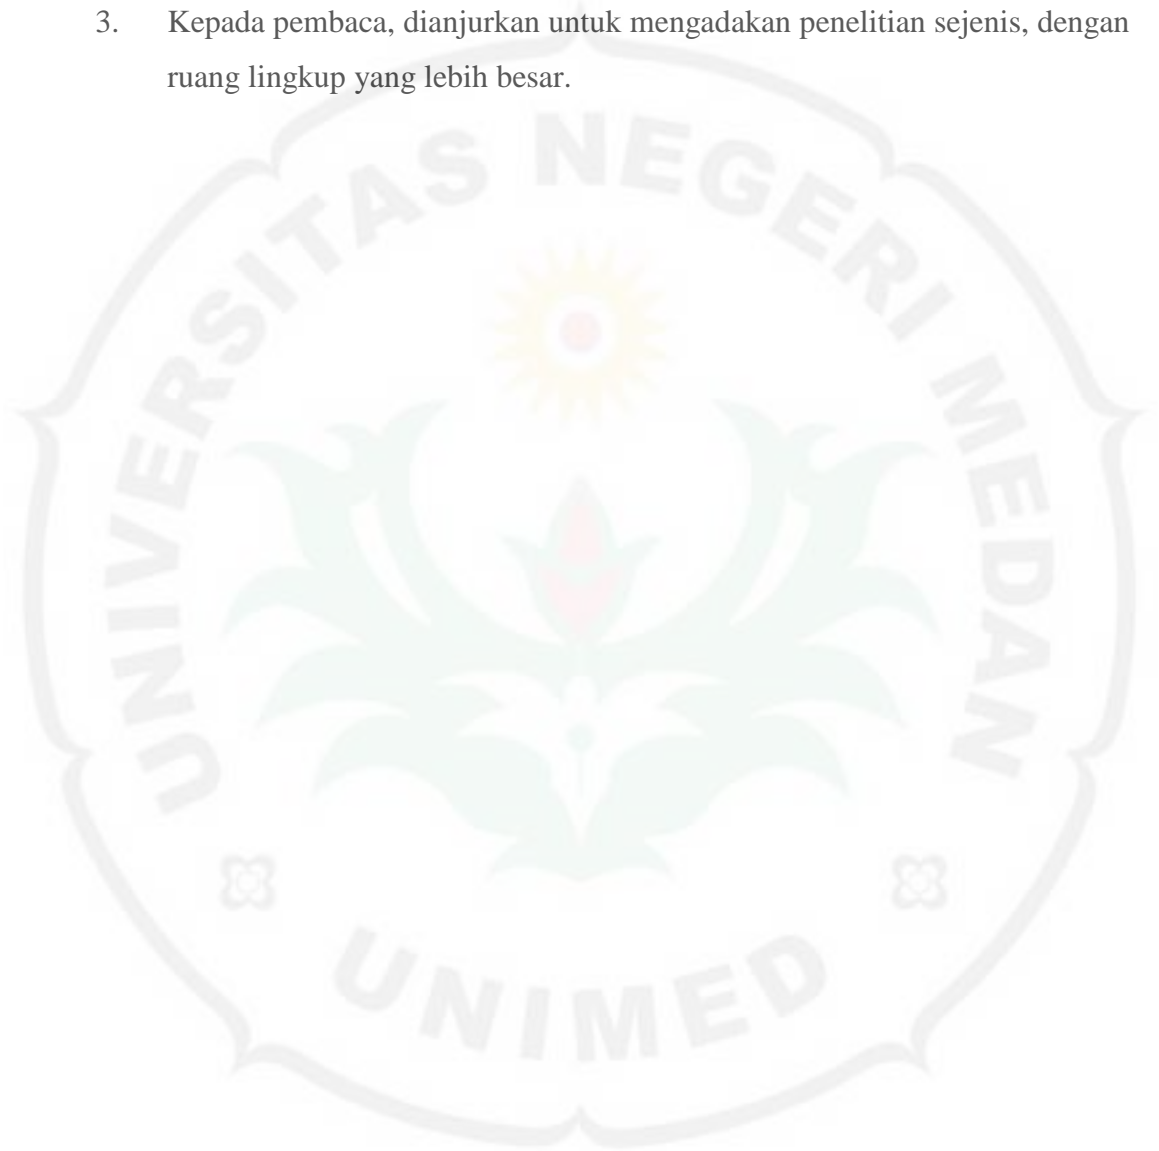 3. Kepada pembaca, dianjurkan untuk mengadakan penelitian sejenis, dengan
ruang lingkup yang lebih besar.
UNIVERSITAS NEGERI MEDAN
UNIMED